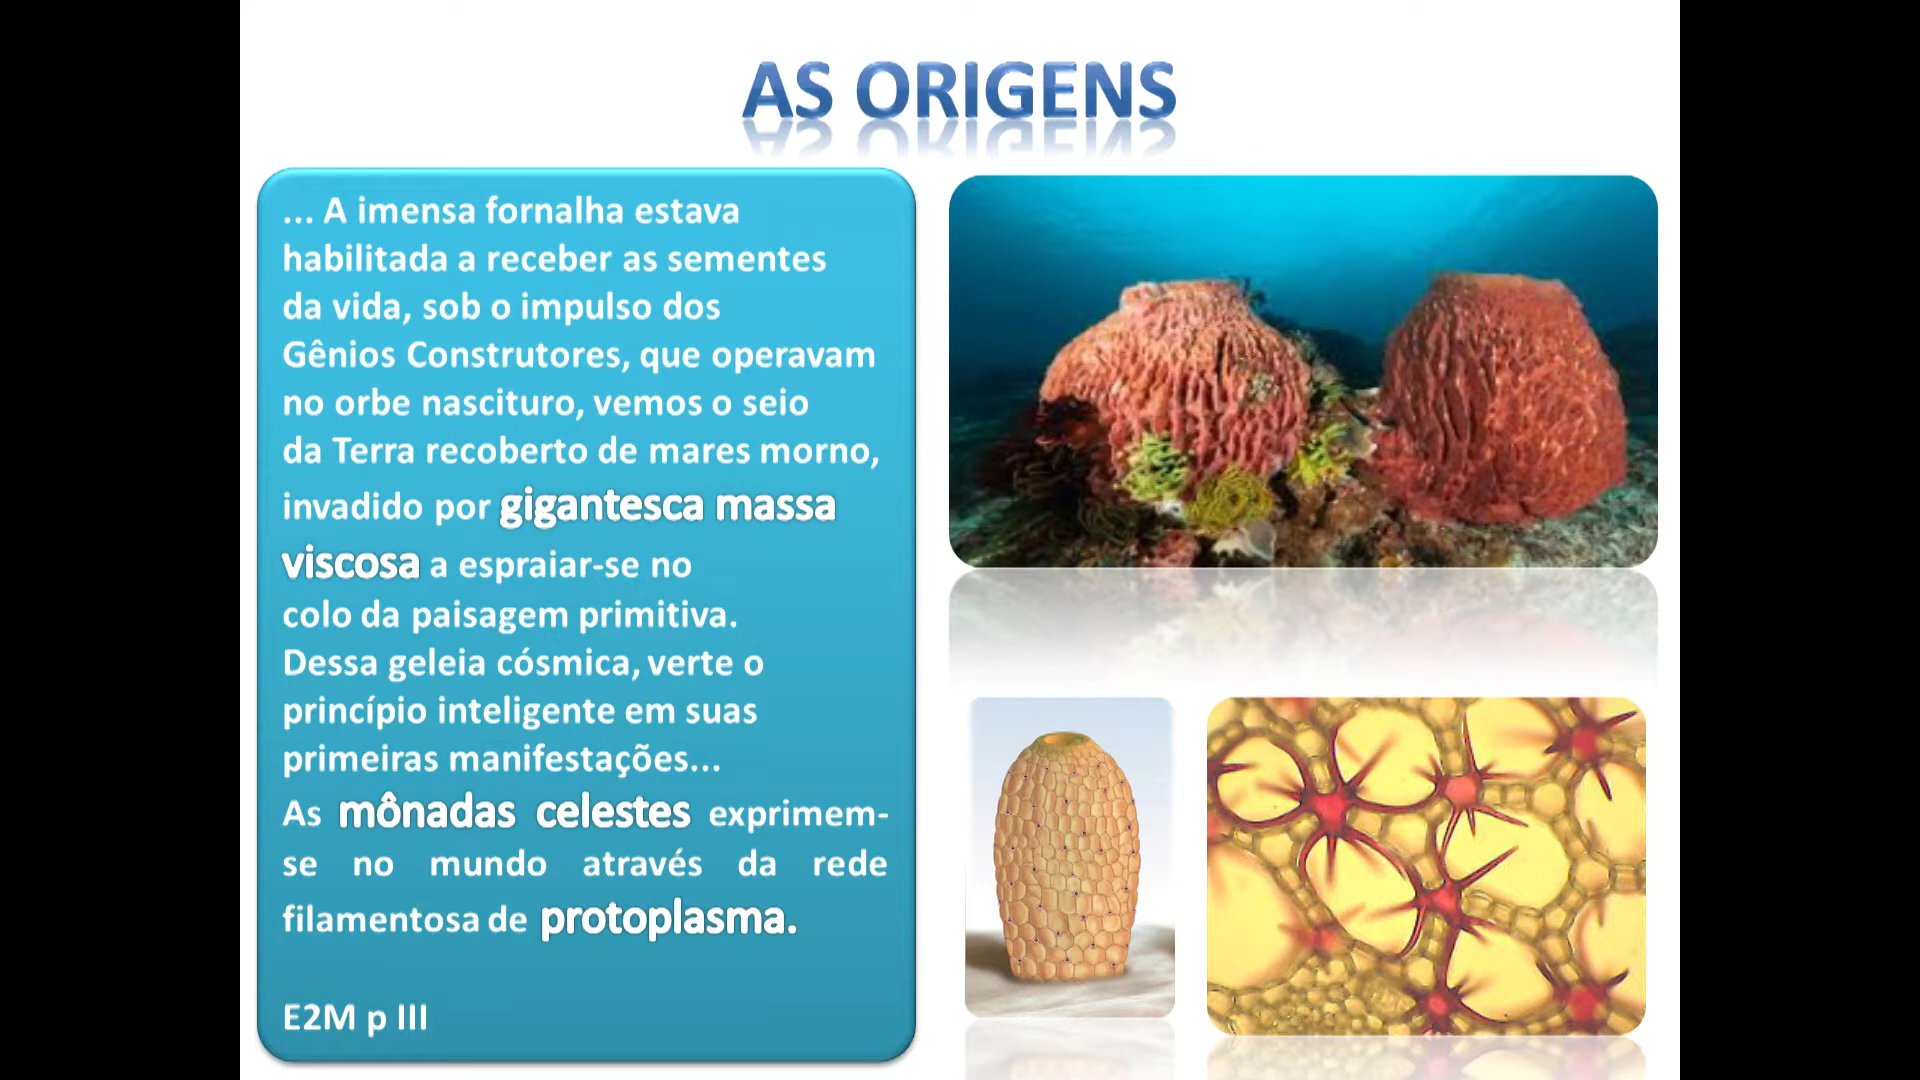 AS ORIGENS
... A imensa fornalha estava
habilitada a receber as sementes
da vida, sob o impulso dos
Gênios Construtores, que operavam
no orbe nascituro, vemos o seio
da Terra recoberto de mares morno,
invadido por gigantesca massa
viscosa a espraiar-se no
colo da paisagem primitiva.
Dessa geleia cósmica, verte o
princípio inteligente em suas
primeiras manifestações...
As mônadas celestes exprimem-
se no mundo através da rede
filamentosa de protoplasma.
E2M p III